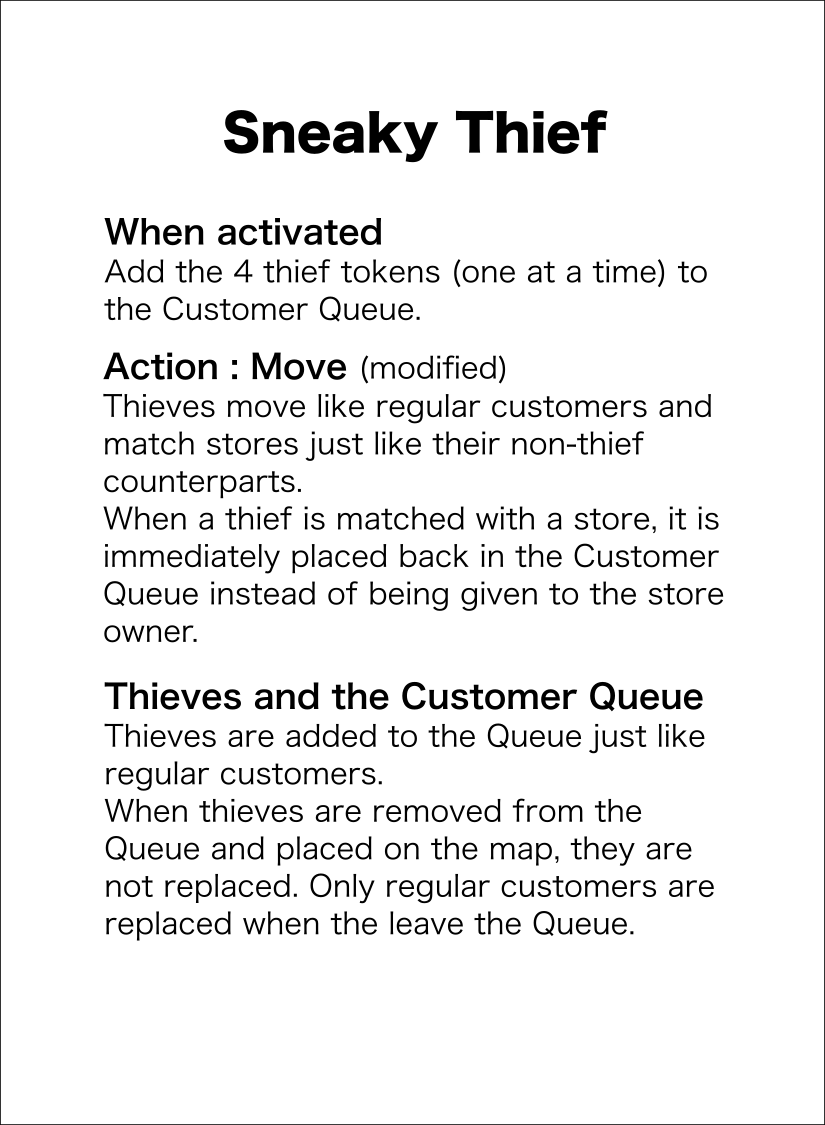 Sneaky Thief
When activated
Add the 4 thief tokens (one at a time) to
the Customer Queue.
Action : Move (modified)
Thieves move like regular customers and
match stores just like their non-thief
counterparts.
When a thief is matched with a store, it is
immediately placed back in the Customer
Queue instead of being given to the store
owner.
Thieves and the Customer Queue
Thieves are added to the Queue just like
regular customers.
When thieves are removed from the
Queue and placed on the map, they are
not replaced. Only regular customers are
replaced when the leave the Queue.